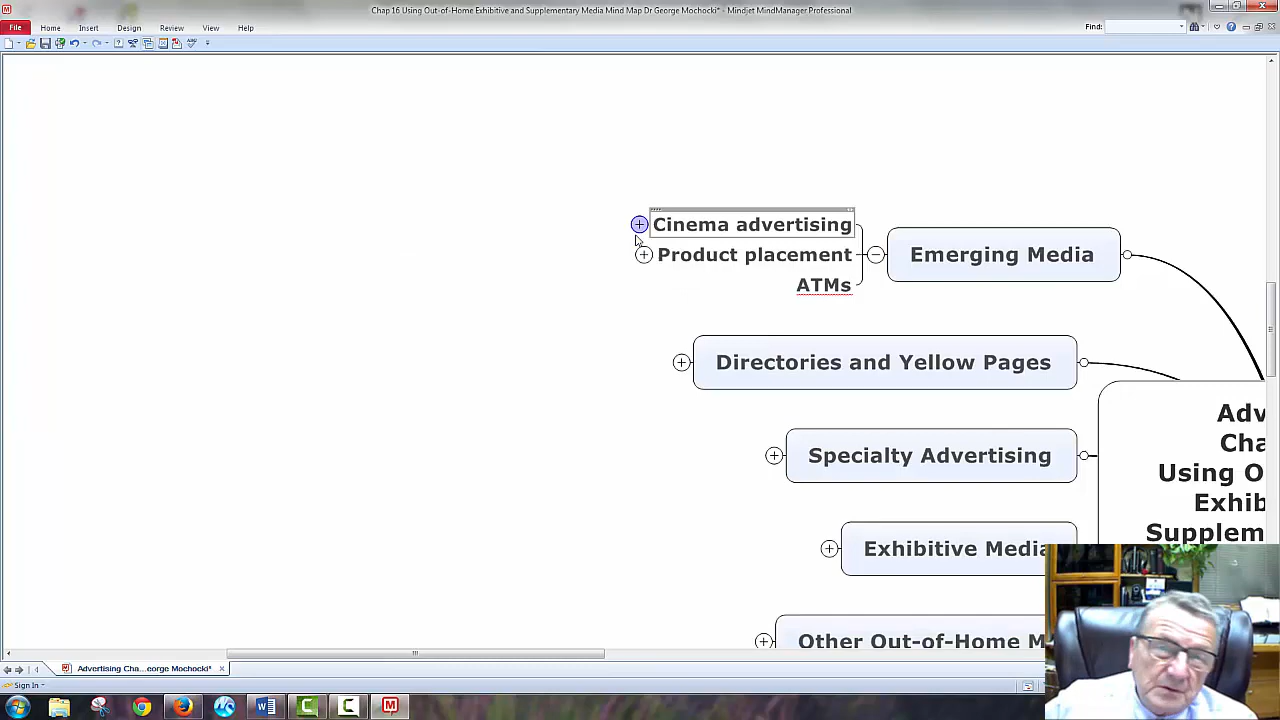 Chap 16 Using Out-of-Home Exhibitive and Supplementary Media Mind Map Dr George Mochocki* - Mindjet MindManager Professional
File Home Insert Design Review View Help Find:
Cinema advertising
Product placement
ATMs
Emerging Media
Directories and Yellow Pages
Specialty Advertising
Exhibitive Media
Other Out-of-Home M
Adv
Cha
Using O
Exhib
Supplem
Advertising Cha...eorge Mochocki*
Sign In